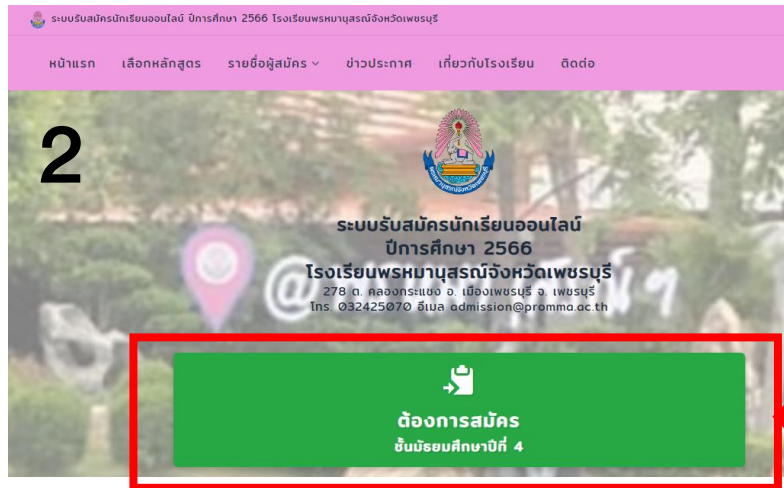 ระบบรับสมัครนักเรียนออนไลน์ ปีการศึกษา 2566 โรงเรียนพรหมานุสรณ์จังหวัดเพชรบุรี
หน้าแรก เลือกหลักสูตร รายชื่อผู้สมัคร ข่าวประกาศ เกี่ยวกับโรงเรียน ติดต่อ
2
ระบบรับสมัครนักเรียนออนไลน์
ปีการศึกษา 2566
โรงเรียนพรหมานุสรณ์จังหวัดเพชรบุรี
278 ต. คลองกระแชง อ. เมืองเพชรบุรี จ. เพชรบุรี
โทร. 032425070 อีเมล admission@promma.ac.th
@
ต้องการสมัคร
ชั้นมัธยมศึกษาปีที่ 4